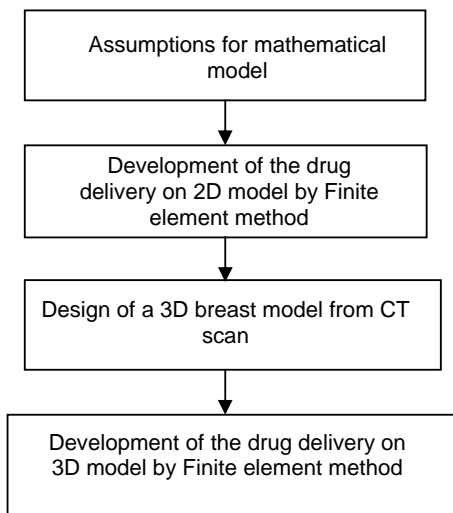 Assumptions for mathematical
model
Development of the drug
delivery on 2D model by Finite
element method
Design of a 3D breast model from CT
scan
Development of the drug delivery on
3D model by Finite element method